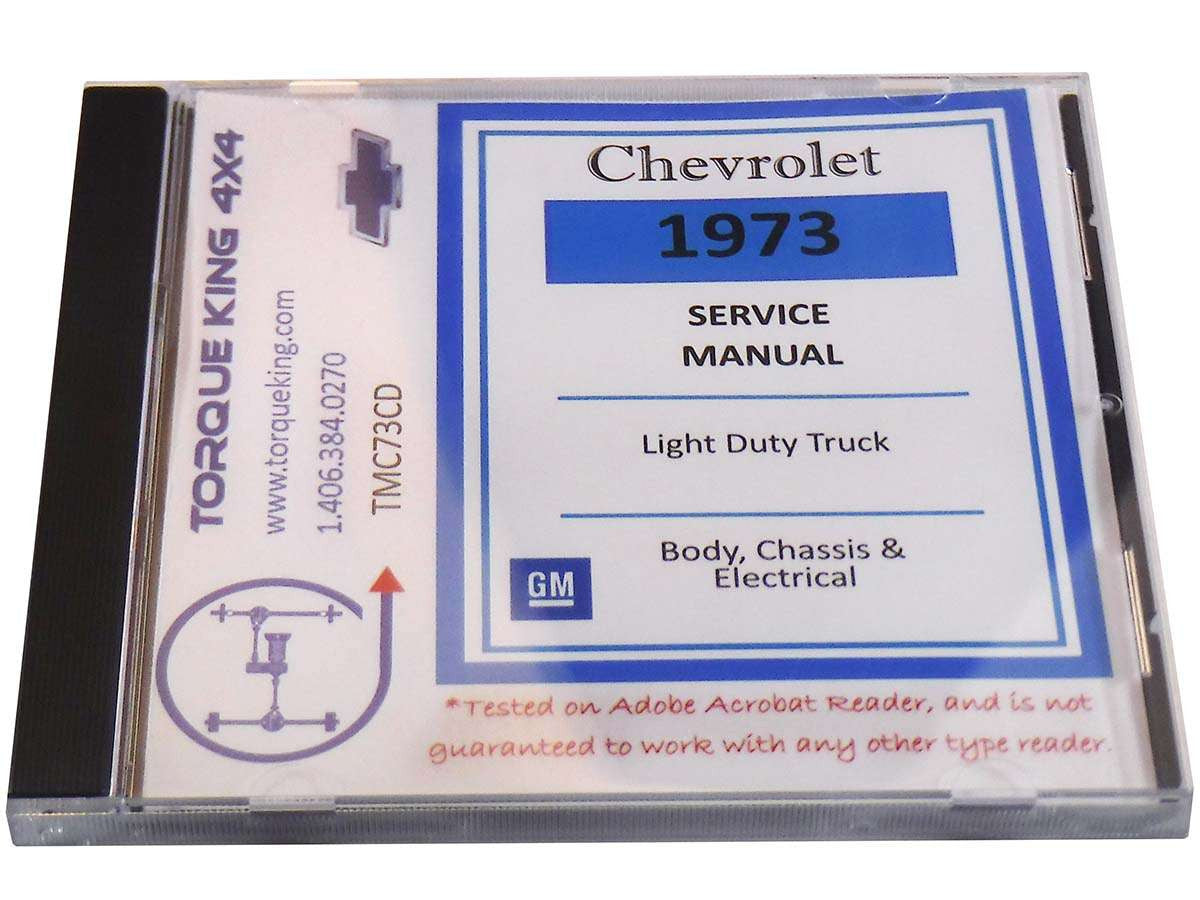 TORQUE KING 4X4
www.torqueking.com
1.406.384.0270
TMC73CD
Chevrolet
1973
SERVICE
MANUAL
Light Duty Truck
Body, Chassis &
Electrical
GM
*Tested on Adobe Acrobat Reader, and is not
guaranteed to work with any other type reader.